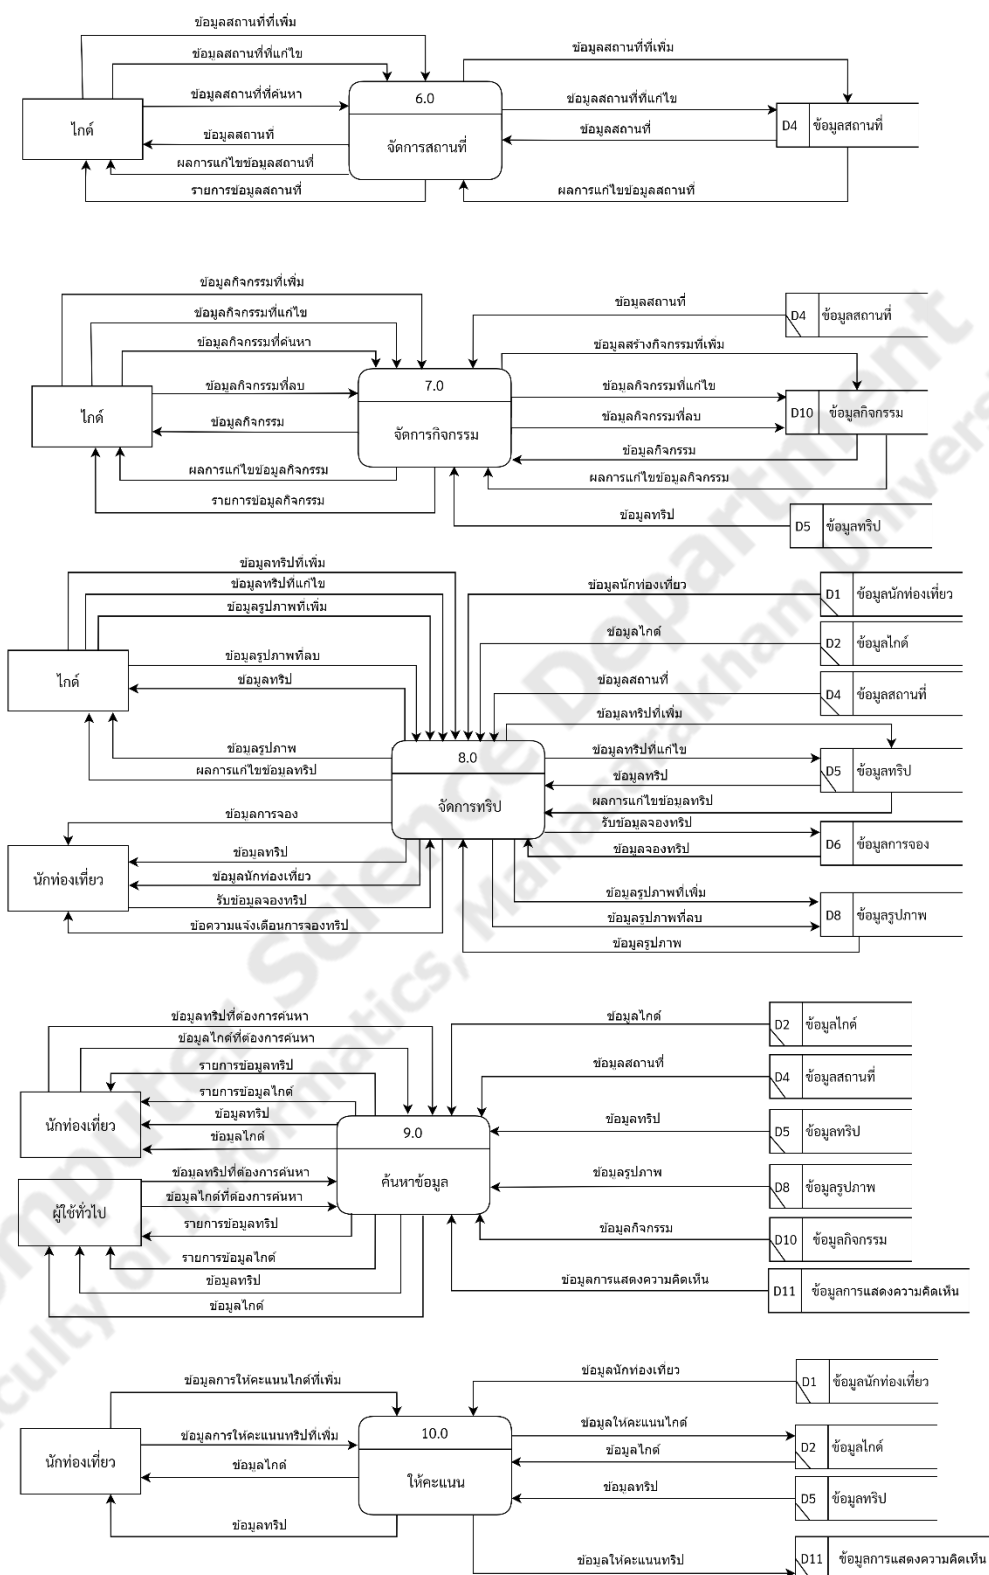 ข้อมูลสถานที่ที่เพิ่ม
ข้อมูลสถานที่ที่แก้ไข
ข้อมูลสถานที่ที่ค้นหา
ไกด์
ข้อมูลสถานที่
ผลการแก้ไขข้อมูลสถานที่
รายการข้อมูลสถานที่
6.0
จัดการสถานที่
ข้อมูลสถานที่ที่เพิ่ม
ข้อมูลสถานที่ที่แก้ไข
ข้อมูลสถานที่
D4 ข้อมูลสถานที่
ผลการแก้ไขข้อมูลสถานที่
ข้อมูลกิจกรรมที่เพิ่ม
ข้อมูลกิจกรรมที่แก้ไข
ข้อมูลกิจกรรมที่ค้นหา
ข้อมูลกิจกรรมที่ลบ
ไกด์
ข้อมูลกิจกรรม
ผลการแก้ไขข้อมูลกิจกรรม
รายการข้อมูลกิจกรรม
7.0
จัดการกิจกรรม
ข้อมูลสถานที่
D4 ข้อมูลสถานที่
ข้อมูลสร้างกิจกรรมที่เพิ่ม
ข้อมูลกิจกรรมที่แก้ไข
ข้อมูลกิจกรรมที่ลบ
D10 ข้อมูลกิจกรรม
ข้อมูลกิจกรรม
ผลการแก้ไขข้อมูลกิจกรรม
ข้อมูลทริป
D5 ข้อมูลทริป
ข้อมูลทริปที่เพิ่ม
ข้อมูลทริปที่แก้ไข
ข้อมูลรูปภาพที่เพิ่ม
ข้อมูลรูปภาพที่ลบ
ไกด์
ข้อมูลทริป
ข้อมูลรูปภาพ
ผลการแก้ไขข้อมูลทริป
ข้อมูลการจอง
ข้อมูลทริป
นักท่องเที่ยว
ข้อมูลนักท่องเที่ยว
รับข้อมูลจองทริป
ข้อความแจ้งเตือนการจองทริป
8.0
จัดการทริป
ข้อมูลนักท่องเที่ยว
D1 ข้อมูลนักท่องเที่ยว
ข้อมูลไกด์
D2 ข้อมูลไกด์
ข้อมูลสถานที่
D4 ข้อมูลสถานที่
ข้อมูลทริปที่เพิ่ม
ข้อมูลทริปที่แก้ไข
ข้อมูลทริป
D5 ข้อมูลทริป
ผลการแก้ไขข้อมูลทริป
รับข้อมูลจองทริป
ข้อมูลจองทริป
D6 ข้อมูลการจอง
ข้อมูลรูปภาพที่เพิ่ม
ข้อมูลรูปภาพที่ลบ
D8 ข้อมูลรูปภาพ
ข้อมูลรูปภาพ
ข้อมูลทริปที่ต้องการค้นหา
ข้อมูลไกด์ที่ต้องการค้นหา
รายการข้อมูลทริป
รายการข้อมูลไกด์
ข้อมูลทริป
นักท่องเที่ยว
ข้อมูลไกด์
ข้อมูลทริปที่ต้องการค้นหา
ข้อมูลไกด์ที่ต้องการค้นหา
ผู้ใช้ทั่วไป
รายการข้อมูลทริป
รายการข้อมูลไกด์
ข้อมูลทริป
ข้อมูลไกด์
9.0
ค้นหาข้อมูล
ข้อมูลไกด์
D2 ข้อมูลไกด์
ข้อมูลสถานที่
D4 ข้อมูลสถานที่
ข้อมูลทริป
D5 ข้อมูลทริป
ข้อมูลรูปภาพ
D8 ข้อมูลรูปภาพ
ข้อมูลกิจกรรม
D10 ข้อมูลกิจกรรม
ข้อมูลการแสดงความคิดเห็น
D11 ข้อมูลการแสดงความคิดเห็น
ข้อมูลการให้คะแนนไกด์ที่เพิ่ม
ข้อมูลการให้คะแนนทริปที่เพิ่ม
นักท่องเที่ยว
ข้อมูลไกด์
ข้อมูลทริป
10.0
ให้คะแนน
ข้อมูลนักท่องเที่ยว
D1 ข้อมูลนักท่องเที่ยว
ข้อมูลให้คะแนนไกด์
ข้อมูลไกด์
D2 ข้อมูลไกด์
ข้อมูลทริป
D5 ข้อมูลทริป
ข้อมูลให้คะแนนทริป
D11 ข้อมูลการแสดงความคิดเห็น
Computer Science Department
Faculty of Informatics, Mahasarakham Universi